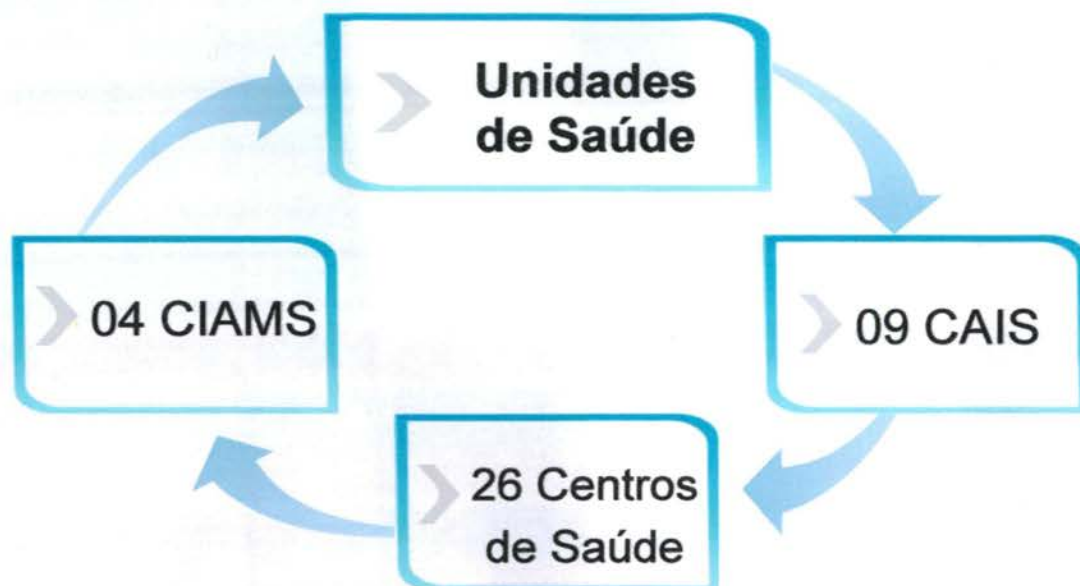 Unidades
de Saúde
09 CAIS
26 Centros
de Saúde
04 CIAMS